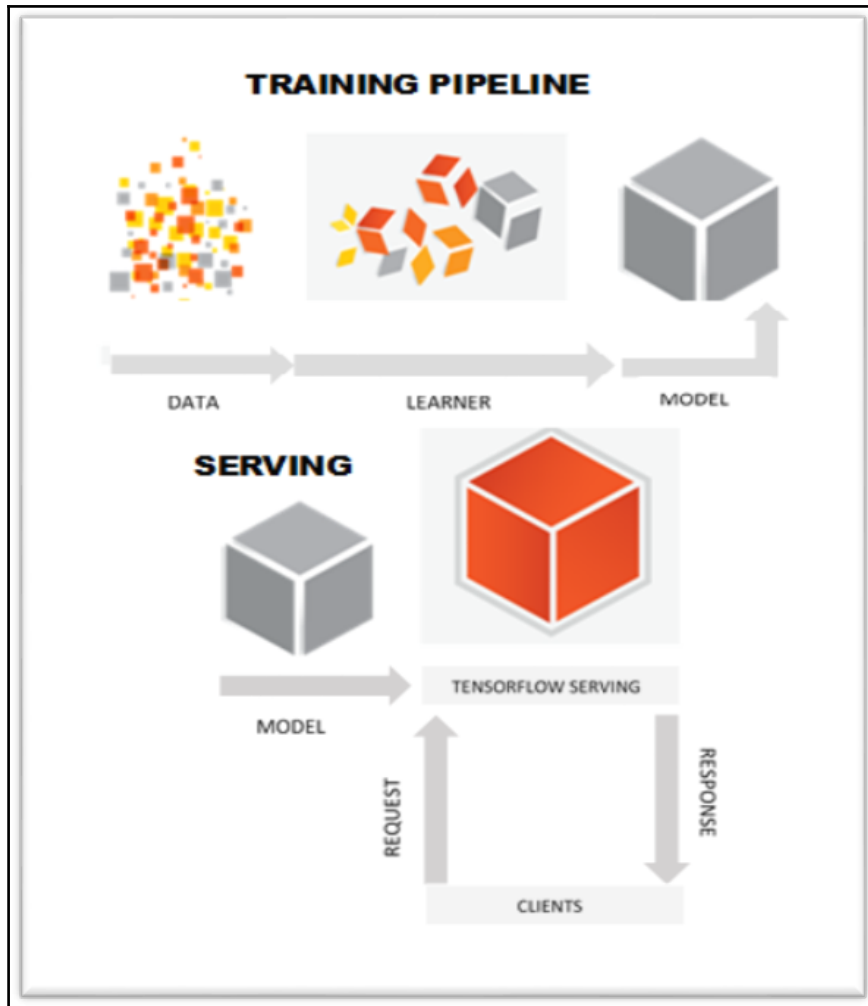 TRAINING PIPELINE
DATA
LEARNER
MODEL
SERVING
MODEL
TENSORFLOW SERVING
REQUEST
RESPONSE
CLIENTS